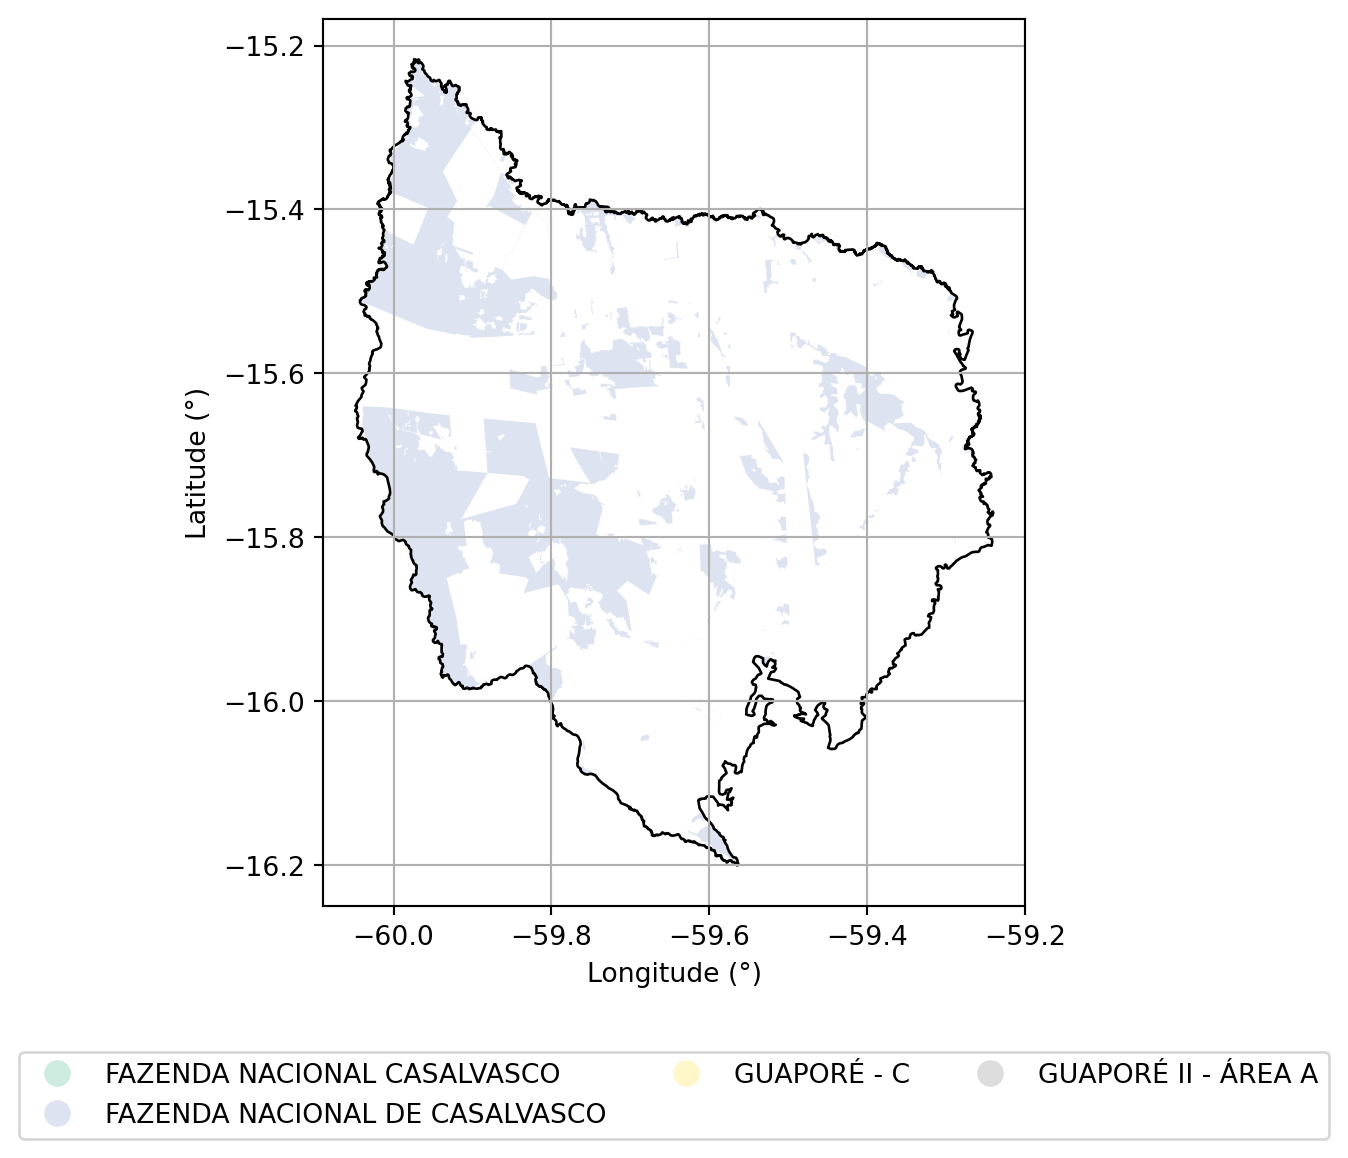 −15.2
−15.4
−15.6
−15.8
−16.0
−16.2
Latitude (°)
−60.0 −59.8 −59.6 −59.4 −59.2
Longitude (°)
FAZENDA NACIONAL CASALVASCO GUAPORÉ - C GUAPORÉ II - ÁREA A
FAZENDA NACIONAL DE CASALVASCO